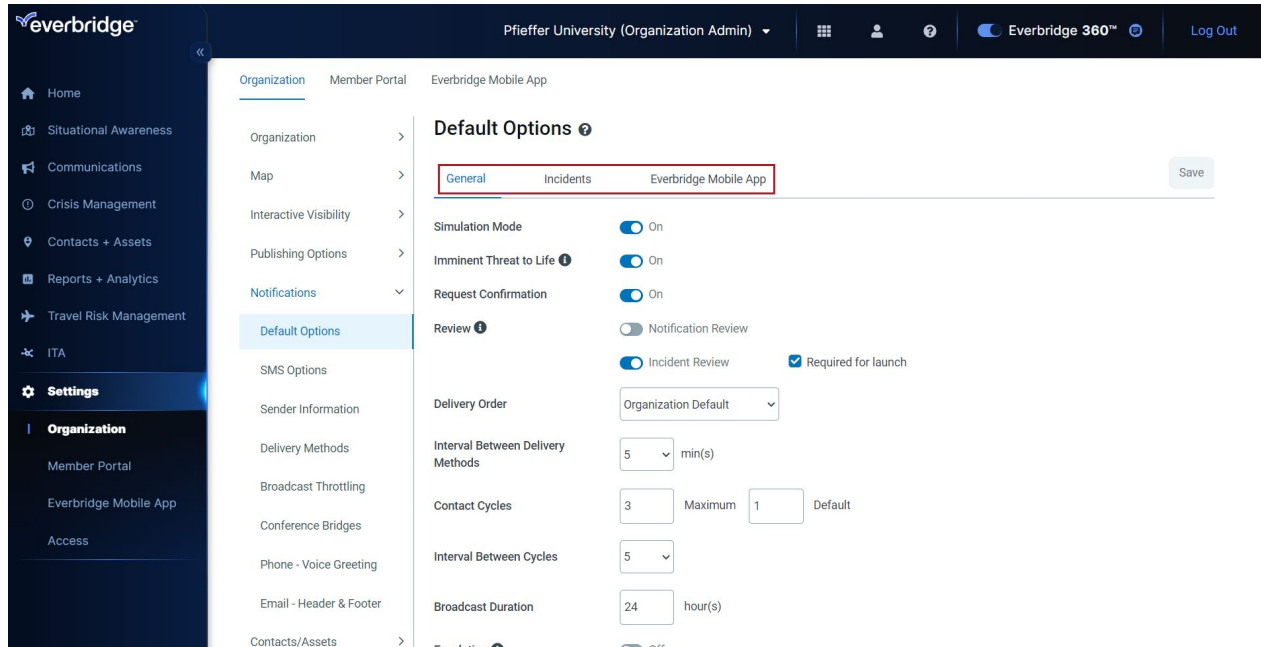 everbridge
Pfieffer University (Organization Admin)
Everbridge 360™
Log Out
Home
Situational Awareness
Communications
Crisis Management
Contacts + Assets
Reports + Analytics
Travel Risk Management
ITA
Settings
Organization
Member Portal
Everbridge Mobile App
Access
Organization Member Portal Everbridge Mobile App
Organization
Map
Interactive Visibility
Publishing Options
Notifications
Default Options
SMS Options
Sender Information
Delivery Methods
Broadcast Throttling
Conference Bridges
Phone - Voice Greeting
Email - Header & Footer
Contacts/Assets
Default Options
General Incidents Everbridge Mobile App
Save
Simulation Mode On
Imminent Threat to Life On
Request Confirmation On
Review Notification Review
Incident Review Required for launch
Delivery Order Organization Default
Interval Between Delivery
Methods 5 min(s)
Contact Cycles 3 Maximum 1 Default
Interval Between Cycles 5
Broadcast Duration 24 hour(s)